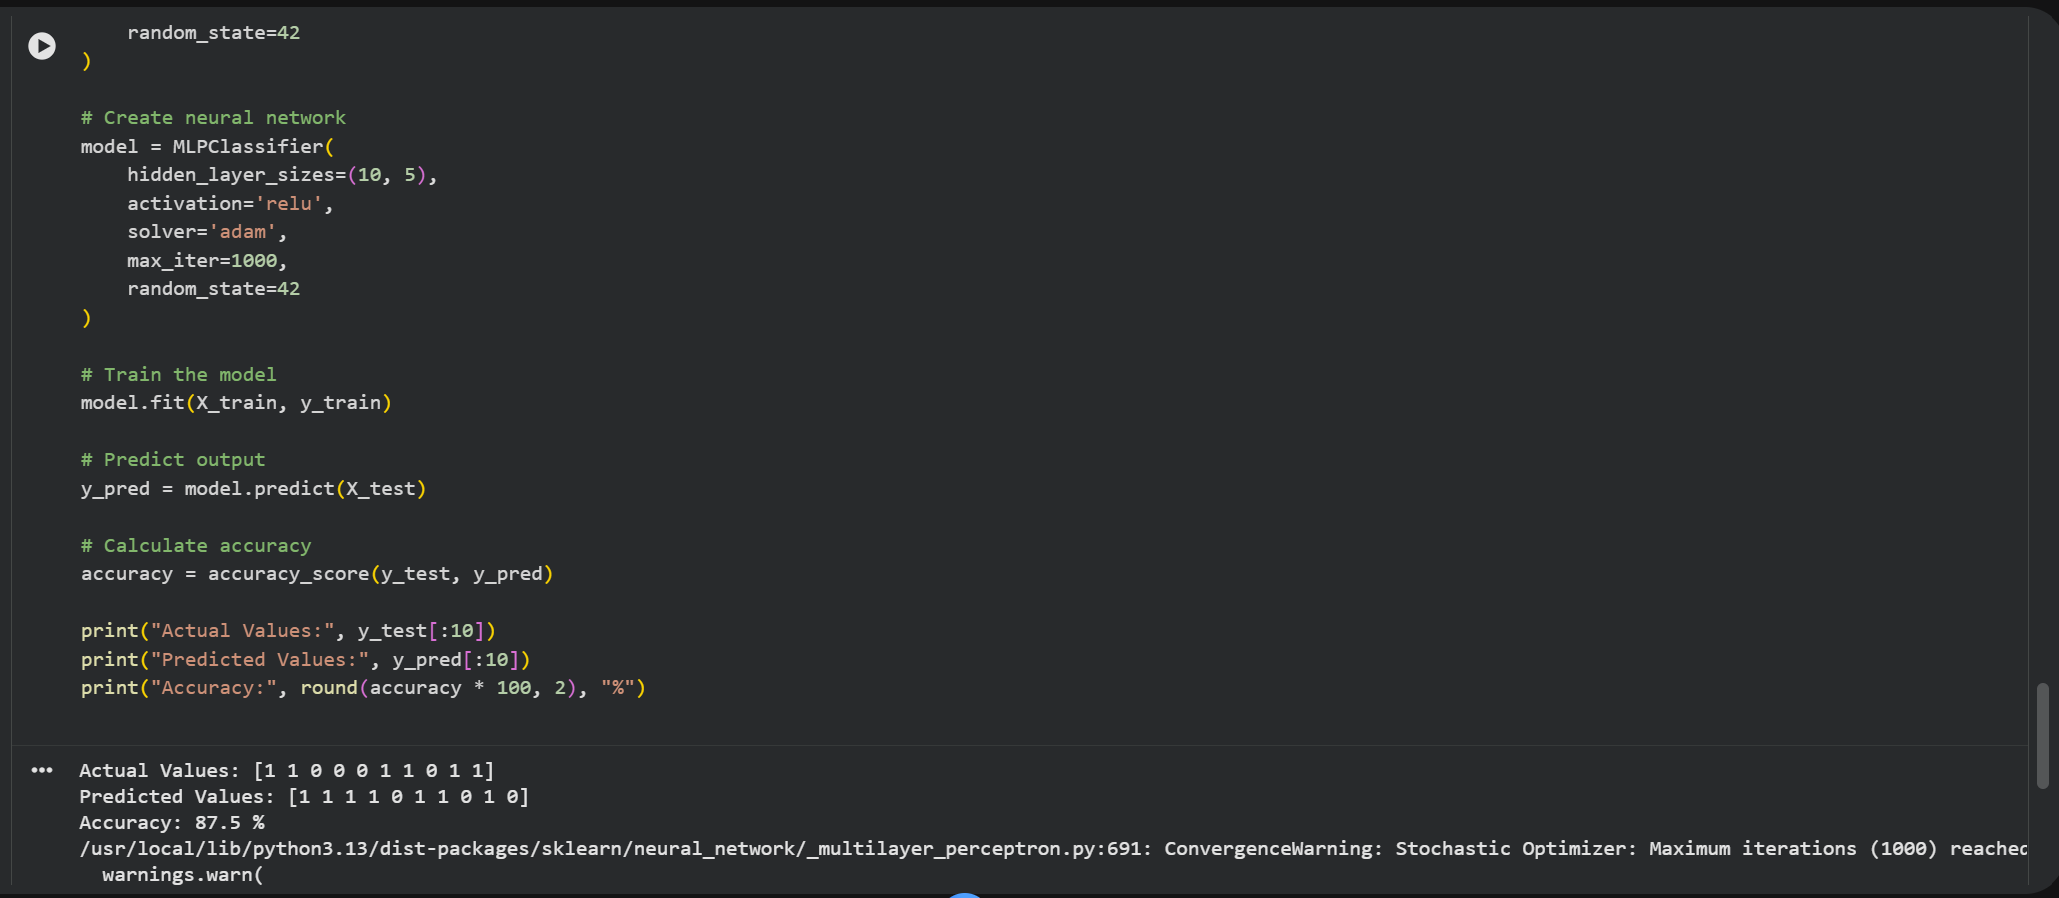 random_state=42
)
# Create neural network
model = MLPClassifier(
    hidden_layer_sizes=(10, 5),
    activation='relu',
    solver='adam',
    max_iter=1000,
    random_state=42
)
# Train the model
model.fit(X_train, y_train)
# Predict output
y_pred = model.predict(X_test)
# Calculate accuracy
accuracy = accuracy_score(y_test, y_pred)
print("Actual Values:", y_test[:10])
print("Predicted Values:", y_pred[:10])
print("Accuracy:", round(accuracy * 100, 2), "%")
Actual Values: [1 1 0 0 0 1 1 0 1 1]
Predicted Values: [1 1 1 1 0 1 1 0 1 0]
Accuracy: 87.5 %
/usr/local/lib/python3.13/dist-packages/sklearn/neural_network/_multilayer_perceptron.py:691: ConvergenceWarning: Stochastic Optimizer: Maximum iterations (1000) reached
  warnings.warn(